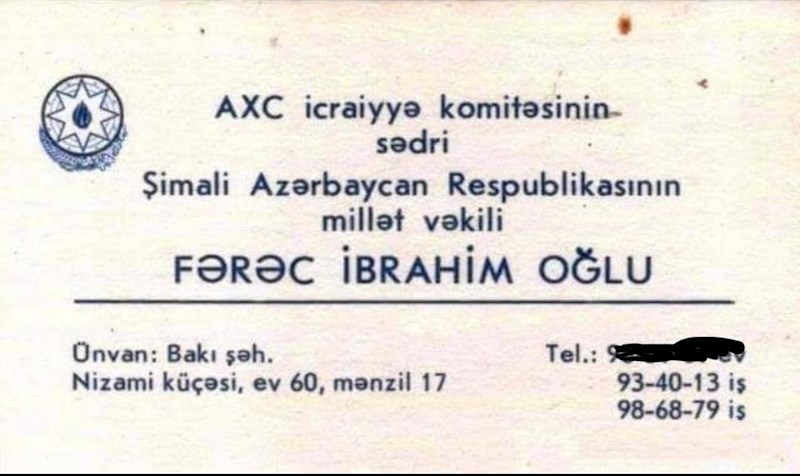 AXC icraiyyə komitəsinin
sədri
Şimali Azərbaycan Respublikasının
millət vəkili
FƏRƏC İBRAHİM OĞLU
Ünvan: Bakı şəh.
Nizami küçəsi, ev 60, mənzil 17
Tel.: ev
93-40-13 iş
98-68-79 iş